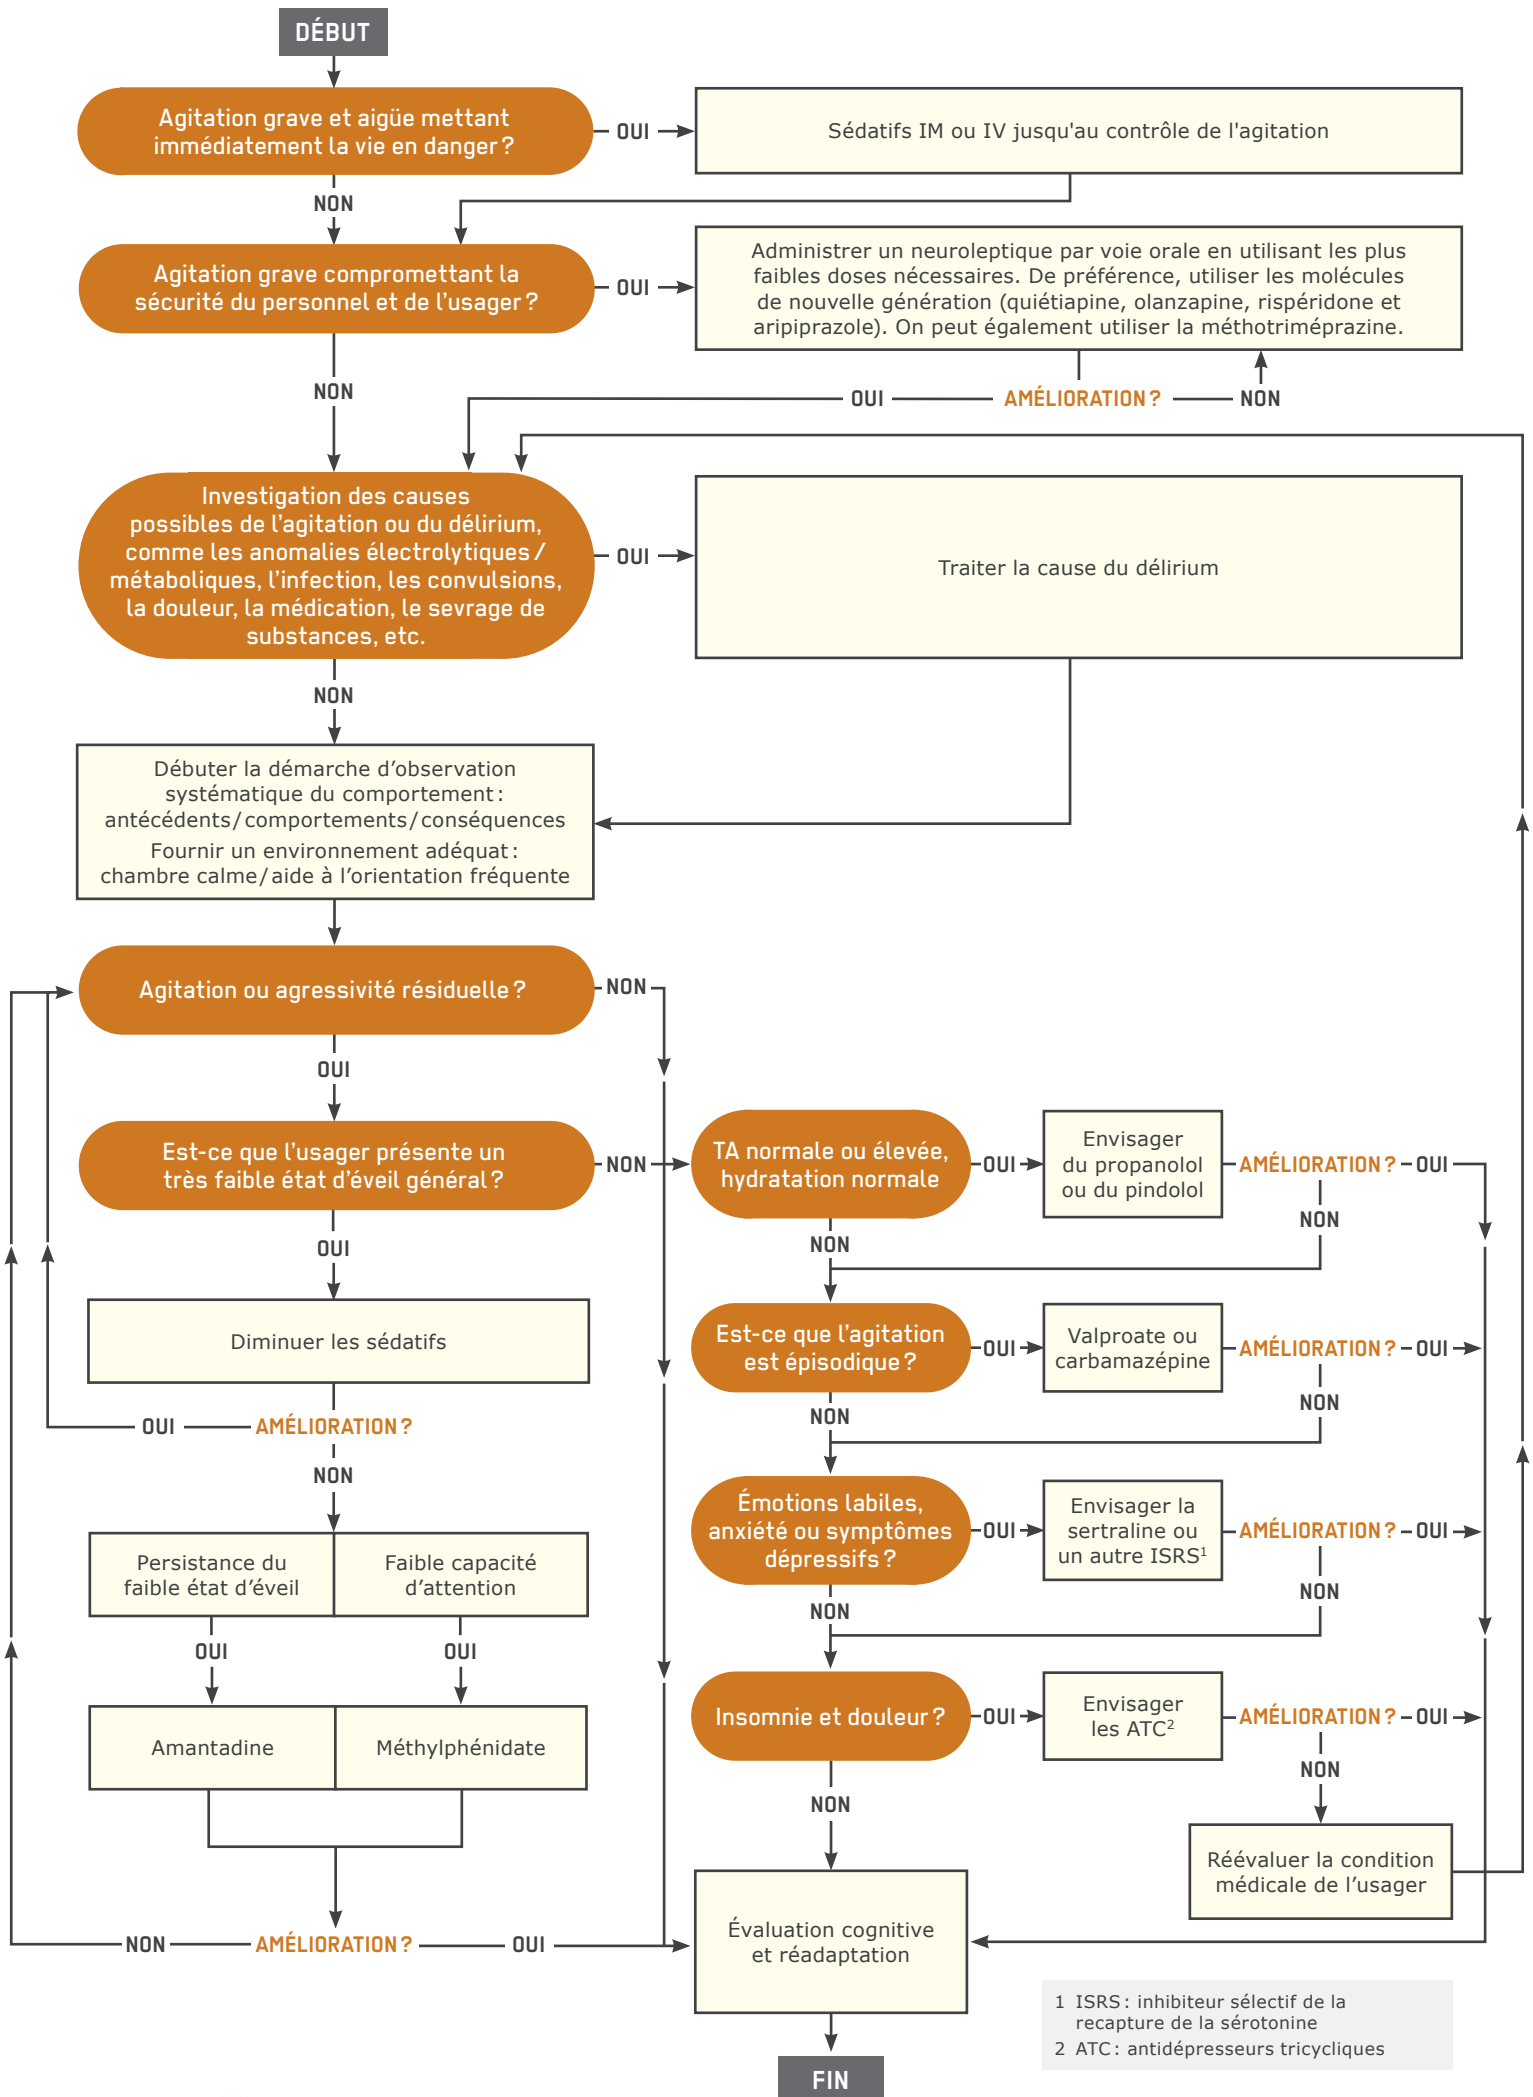 DÉBUT
Agitation grave et aigüe mettant
immédiatement la vie en danger ?
OUI
Sédatifs IM ou IV jusqu'au contrôle de l'agitation
NON
Agitation grave compromettant la
sécurité du personnel et de l'usager ?
OUI
Administrer un neuroleptique par voie orale en utilisant les plus
faibles doses nécessaires. De préférence, utiliser les molécules
de nouvelle génération (quiétiapine, olanzapine, rispéridone et
aripiprazole). On peut également utiliser la méthotriméprazine.
NON
OUI
AMÉLIORATION ?
NON
Investigation des causes
possibles de l'agitation ou du délirium,
comme les anomalies électrolytiques /
métaboliques, l'infection, les convulsions,
la douleur, la médication, le sevrage de
substances, etc.
OUI
Traiter la cause du délirium
NON
Débuter la démarche d'observation
systématique du comportement :
antécédents / comportements / conséquences
Fournir un environnement adéquat :
chambre calme / aide à l'orientation fréquente
Agitation ou agressivité résiduelle ?
NON
OUI
Est-ce que l'usager présente un
très faible état d'éveil général ?
NON
TA normale ou élevée,
hydratation normale
OUI
Envisager
du propanolol
ou du pindolol
AMÉLIORATION ?
OUI
NON
NON
OUI
Diminuer les sédatifs
Est-ce que l'agitation
est épisodique ?
OUI
Valproate ou
carbamazépine
AMÉLIORATION ?
OUI
NON
NON
OUI
AMÉLIORATION ?
NON
Émotions labiles,
anxiété ou symptômes
dépressifs ?
OUI
Envisager la
sertraline ou
un autre ISRS1
AMÉLIORATION ?
OUI
NON
NON
Persistance du
faible état d'éveil
Faible capacité
d'attention
OUI
OUI
Amantadine
Méthylphénidate
Insomnie et douleur ?
OUI
Envisager
les ATC2
AMÉLIORATION ?
OUI
NON
NON
Réévaluer la condition
médicale de l'usager
NON
AMÉLIORATION ?
OUI
Évaluation cognitive
et réadaptation
1 ISRS : inhibiteur sélectif de la
recapture de la sérotonine
2 ATC : antidépresseurs tricycliques
FIN